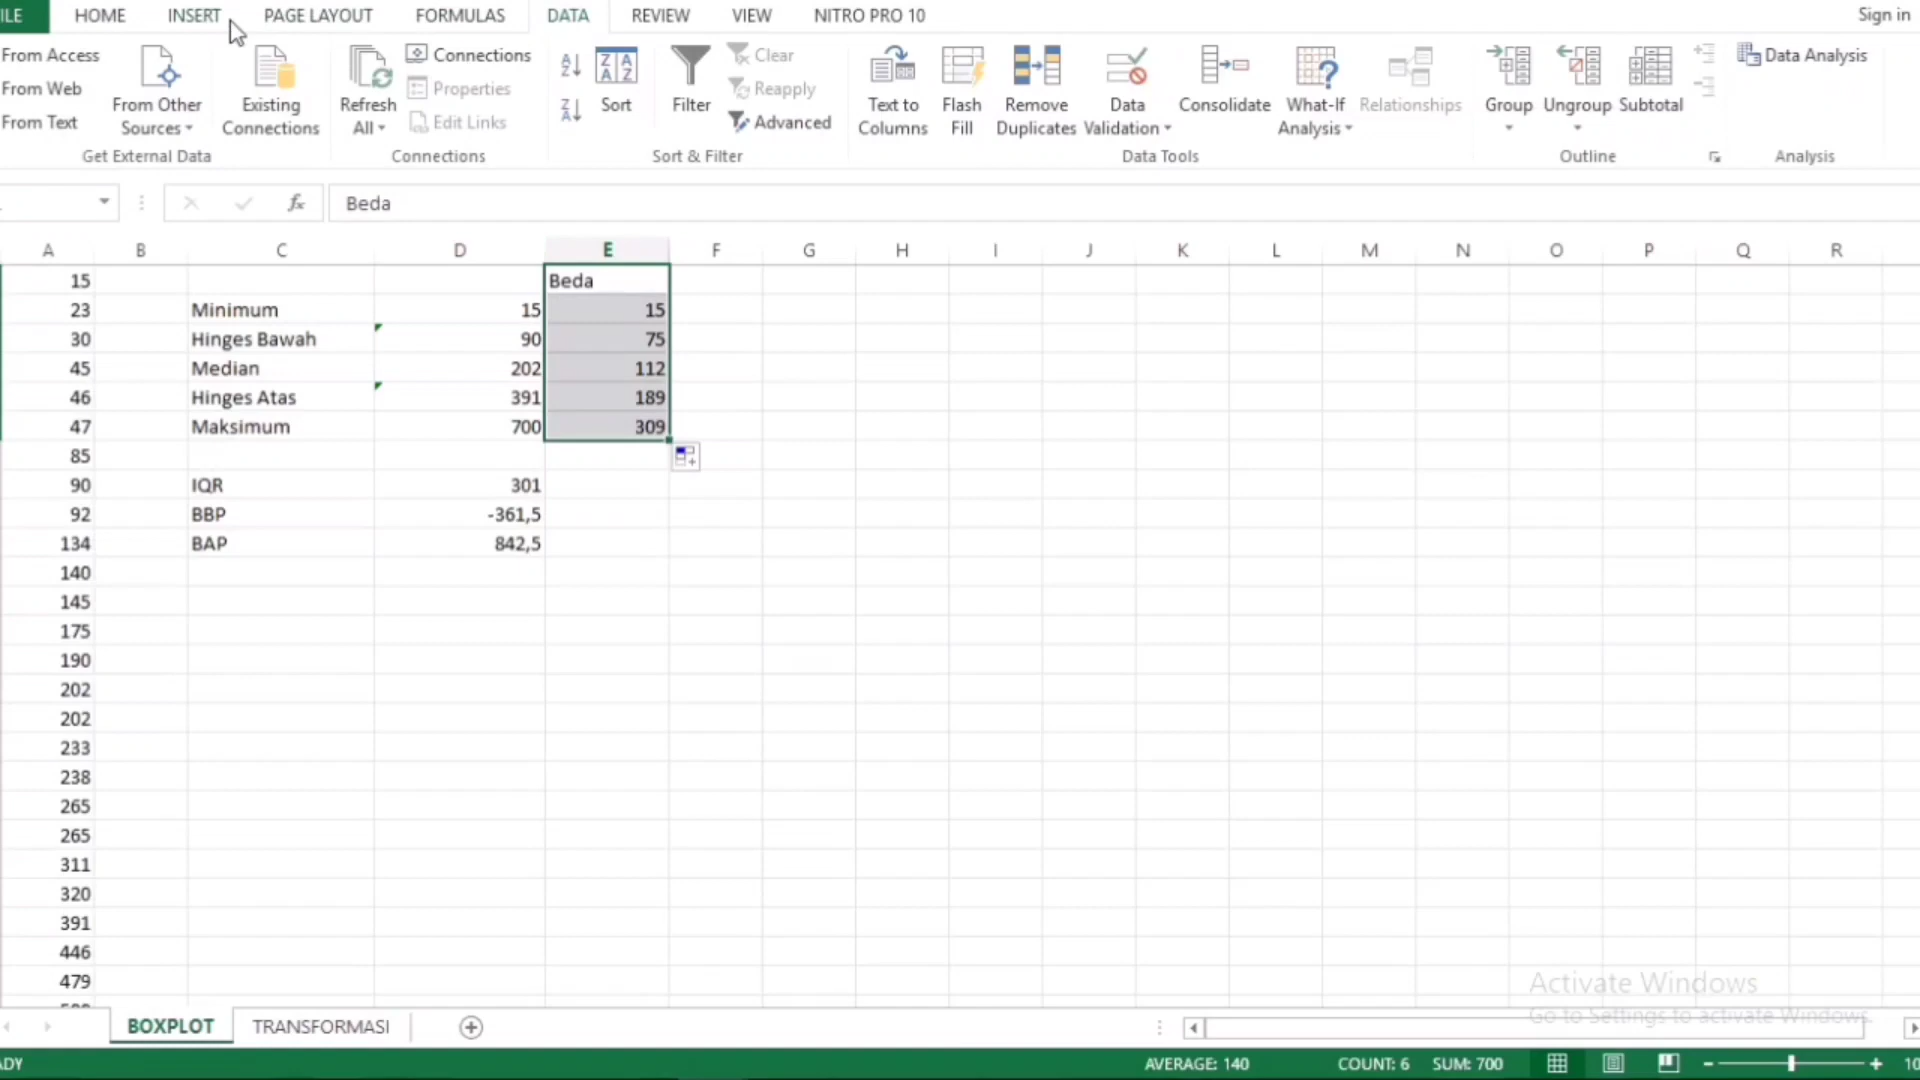 ILE HOME INSERT PAGE LAYOUT FORMULAS DATA REVIEW VIEW NITRO PRO 10 Sign in
From Access
From Web
From Text
From Other Sources
Existing Connections
Get External Data
Refresh All
Connections
Properties
Edit Links
Connections
Sort
Filter
Clear
Reapply
Advanced
Sort & Filter
Text to Columns
Flash Fill
Remove Duplicates
Data Validation
Consolidate
What-If Analysis
Relationships
Data Tools
Group
Ungroup
Subtotal
Outline
Data Analysis
Analysis
fx Beda
A B C D E F G H I J K L M N O P Q R
15 Beda
23 Minimum 15 15
30 Hinges Bawah 90 75
45 Median 202 112
46 Hinges Atas 391 189
47 Maksimum 700 309
85
90 IQR 301
92 BBP -361,5
134 BAP 842,5
140
145
175
190
202
202
233
238
265
265
311
320
391
446
479
Activate Windows
Go to Settings to activate Windows.
BOXPLOT TRANSFORMASI
ADY AVERAGE: 140 COUNT: 6 SUM: 700 10